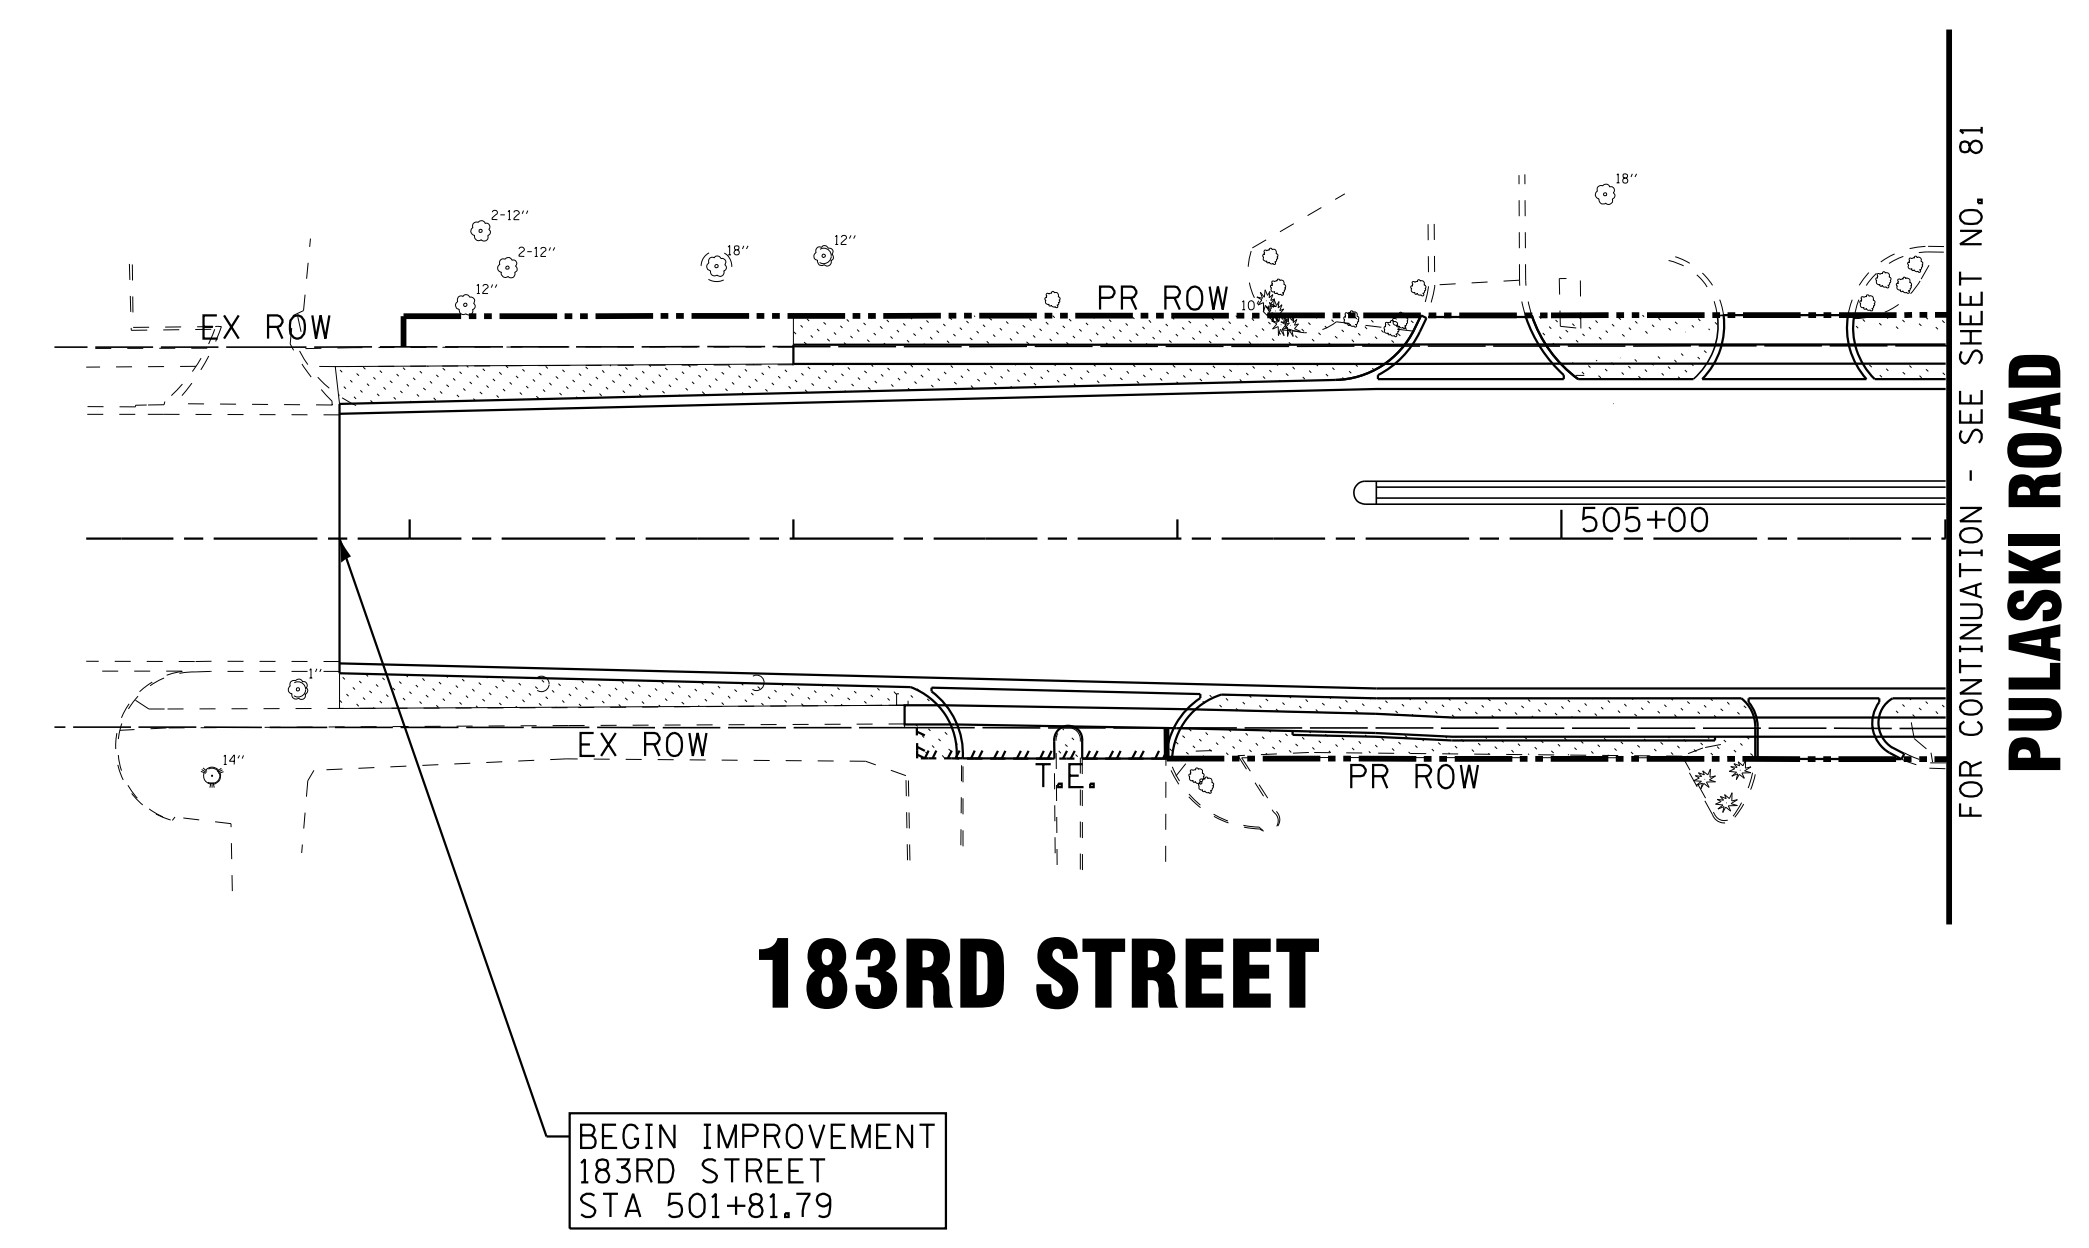 18''
2-12''
2-12''
18''
12''
12''
PR ROW
10
EX ROW
505+00
FOR CONTINUATION - SEE SHEET NO. 81
PULASKI ROAD
1''
EX ROW
14''
T.E.
PR ROW
183RD STREET
BEGIN IMPROVEMENT
183RD STREET
STA 501+81.79